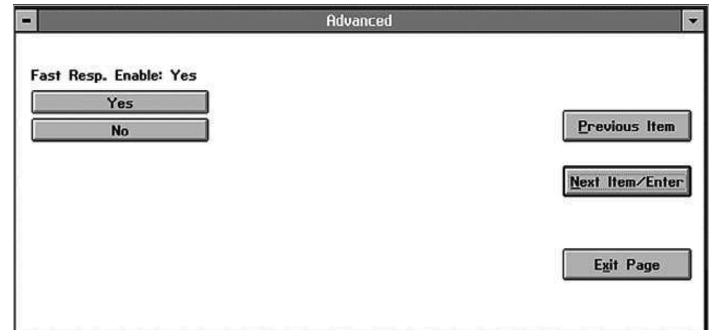 Advanced
Fast Resp. Enable: Yes
Yes
No
Previous Item
Next Item/Enter
Exit Page